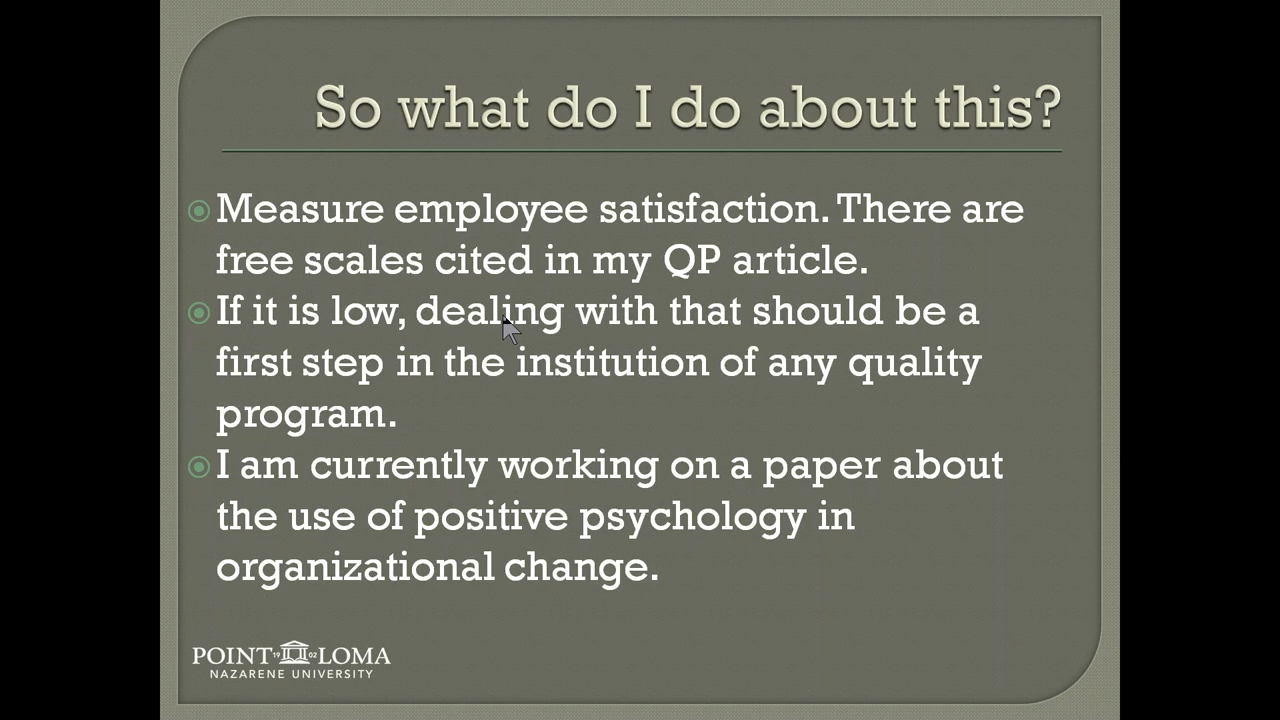 So what do I do about this?
Measure employee satisfaction. There are
free scales cited in my QP article.
If it is low, dealing with that should be a
first step in the institution of any quality
program.
I am currently working on a paper about
the use of positive psychology in
organizational change.
POINT 1902 LOMA
NAZARENE UNIVERSITY